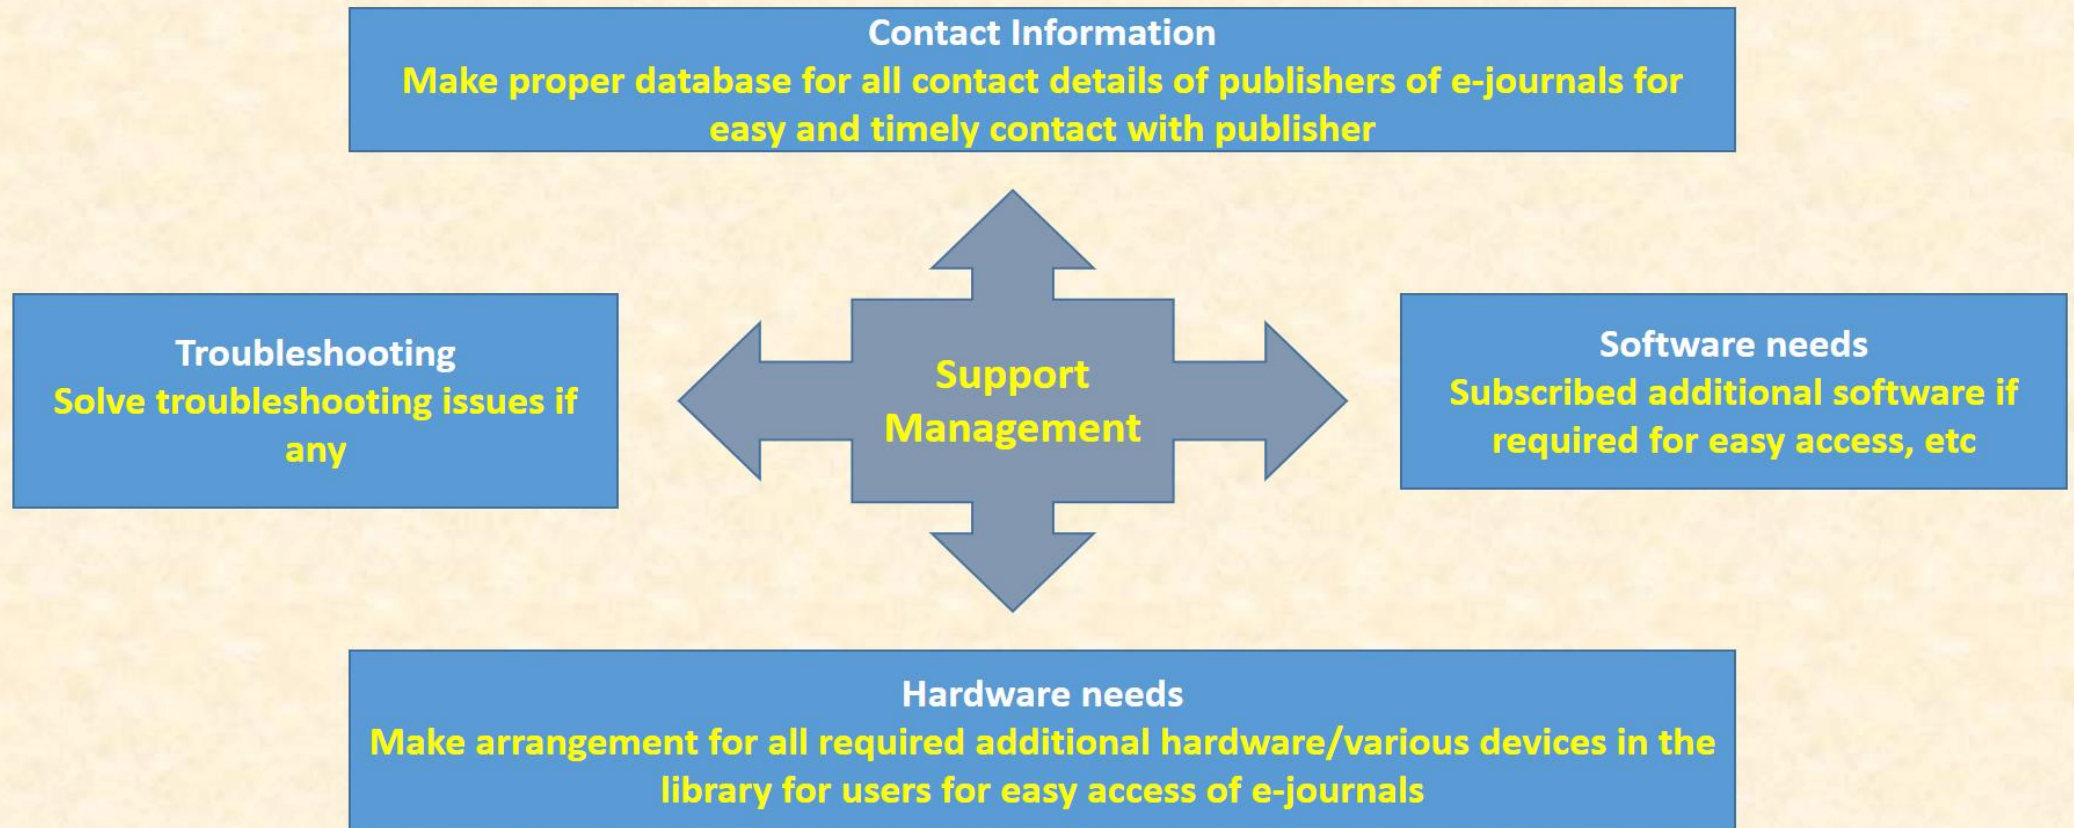 Contact Information
Make proper database for all contact details of publishers of e-journals for
easy and timely contact with publisher
Troubleshooting
Solve troubleshooting issues if
any
Support
Management
Software needs
Subscribed additional software if
required for easy access, etc
Hardware needs
Make arrangement for all required additional hardware/various devices in the
library for users for easy access of e-journals